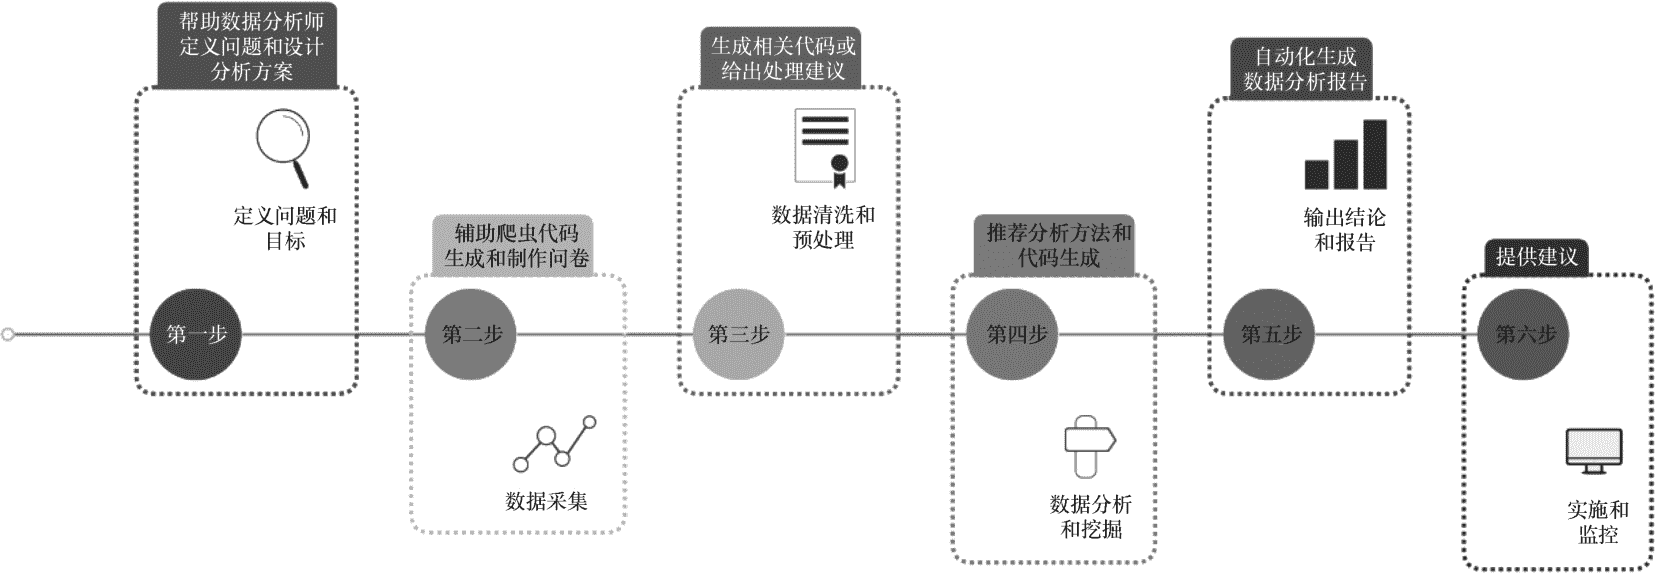 帮助数据分析师
定义问题和设计
分析方案
定义问题和
目标
第一步
辅助爬虫代码
生成和制作问卷
第二步
数据采集
生成相关代码或
给出处理建议
数据清洗和
预处理
第三步
推荐分析方法和
代码生成
第四步
数据分析
和挖掘
自动化生成
数据分析报告
输出结论
和报告
第五步
提供建议
第六步
实施和
监控